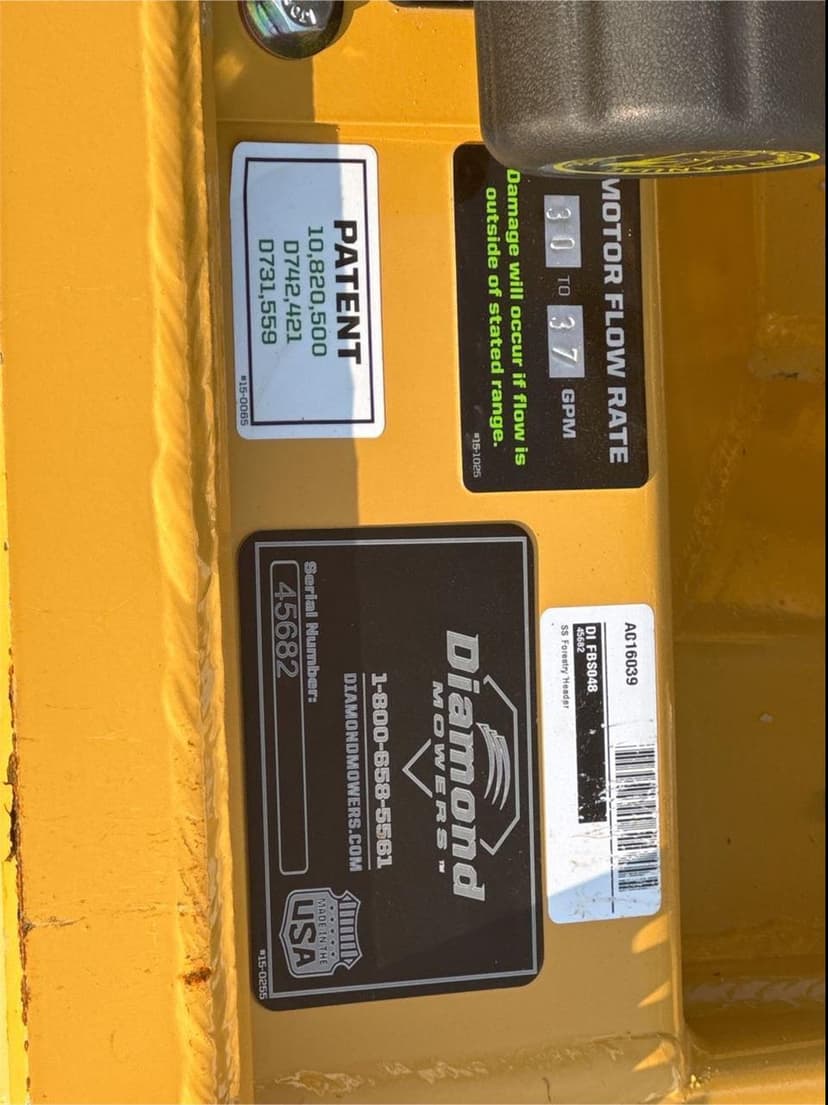 PATENT
10,820,500
D742,421
D731,559
#15-0065
MOTOR FLOW RATE
30 TO 37 GPM
Damage will occur if flow is
outside of stated range.
#15-1025
Diamond
MOWERS™
1-800-658-5561
DIAMONDMOWERS.COM
Serial Number:
45682
MADE IN THE
USA
#15-0255
AG16039
DI FBS048
45682
SS Forestry Header